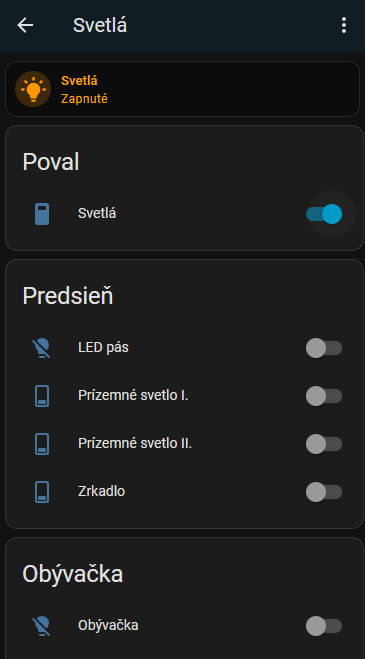 Svetlá
Svetlá
Zapnuté
Poval
Svetlá
Predsieň
LED pás
Prízemné svetlo I.
Prízemné svetlo II.
Zrkadlo
Obývačka
Obývačka